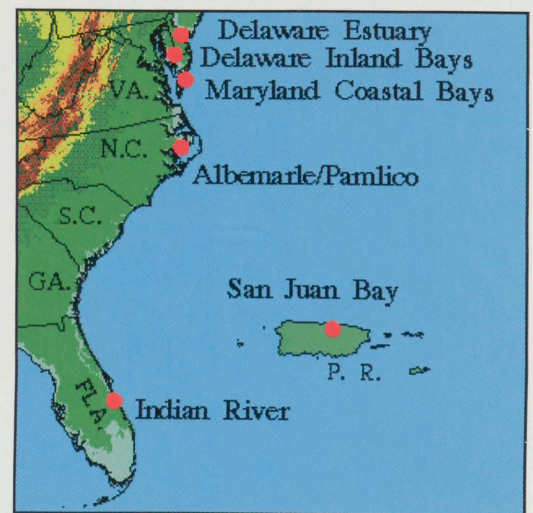 Delaware Estuary
Delaware Inland Bays
VA.
Maryland Coastal Bays
N.C.
Albemarle/Pamlico
S.C.
GA.
San Juan Bay
P. R.
FLA.
Indian River